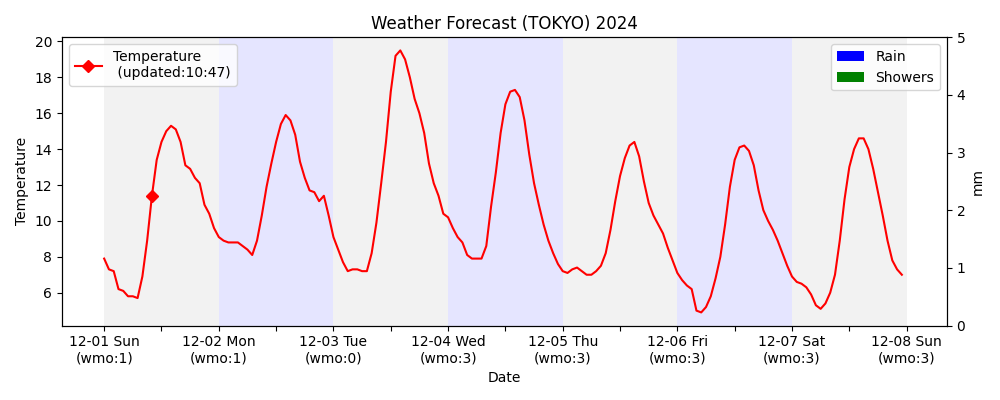 Weather Forecast (TOKYO) 2024
Temperature
(updated:10:47)
Rain
Showers
20
18
16
14
12
10
8
6
Temperature
5
4
3
2
1
0
mm
12-01 Sun 12-02 Mon 12-03 Tue 12-04 Wed 12-05 Thu 12-06 Fri 12-07 Sat 12-08 Sun
(wmo:1) (wmo:1) (wmo:0) (wmo:3) (wmo:3) (wmo:3) (wmo:3) (wmo:3)
Date